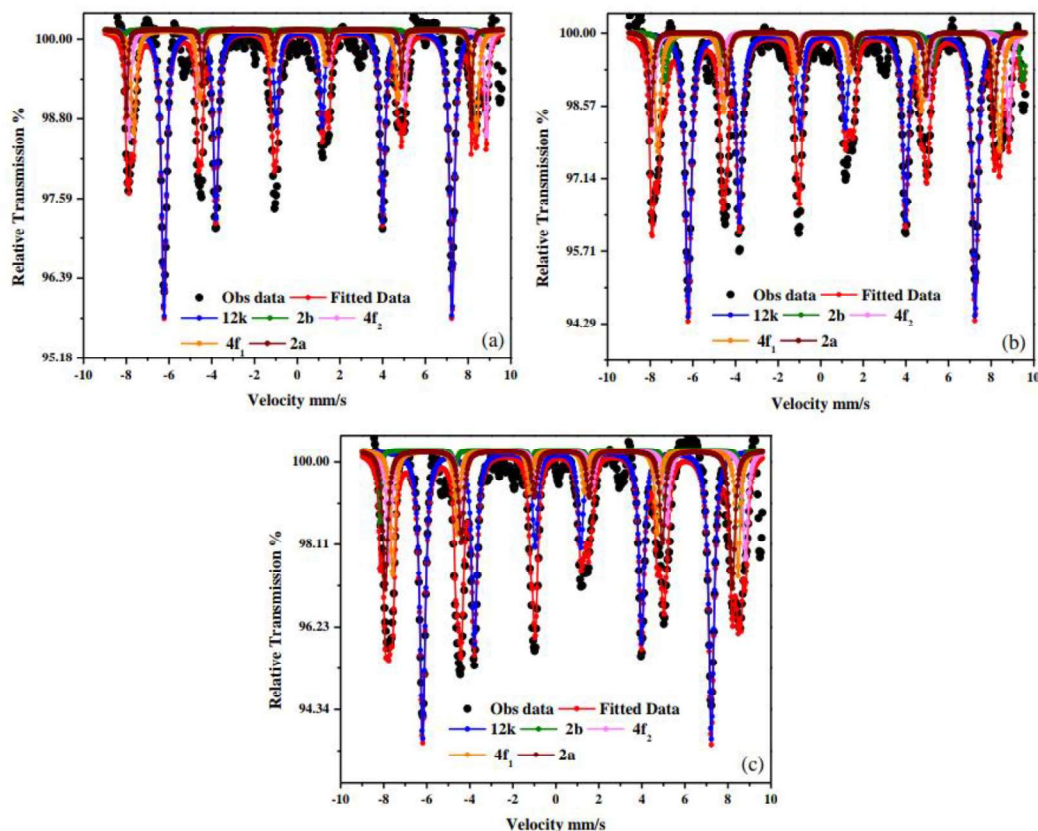 100.00
98.80
97.59
96.39
95.18
Relative Transmission %
Obs data Fitted Data
12k 2b 4f₂
4f₁ 2a
(a)
-10 -8 -6 -4 -2 0 2 4 6 8 10
Velocity mm/s
100.00
98.57
97.14
95.71
94.29
Relative Transmission %
Obs data Fitted Data
12k 2b 4f₂
4f₁ 2a
(b)
-10 -8 -6 -4 -2 0 2 4 6 8 10
Velocity mm/s
100.00
98.11
96.23
94.34
Relative Transmission %
Obs data Fitted Data
12k 2b 4f₂
4f₁ 2a
(c)
-10 -8 -6 -4 -2 0 2 4 6 8 10
Velocity mm/s